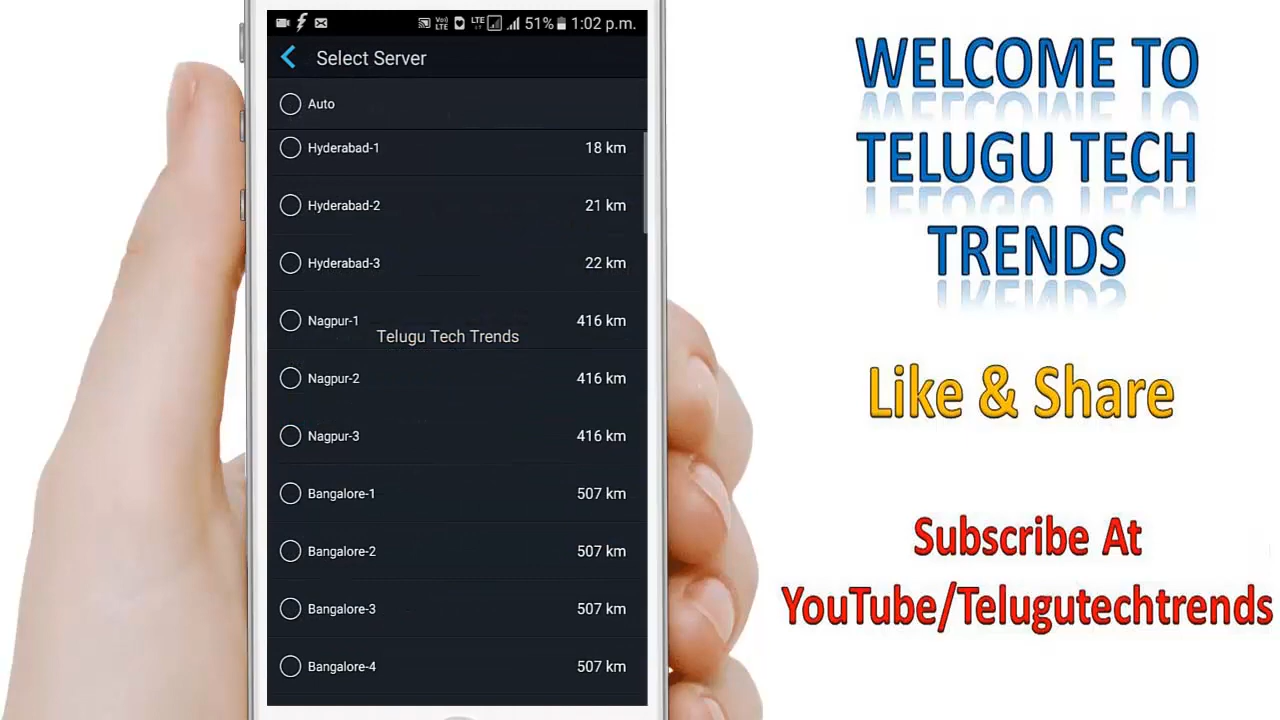 Vo) LTE LTE 51% 1:02 p.m.
Select Server
Auto
Hyderabad-1 18 km
Hyderabad-2 21 km
Hyderabad-3 22 km
Nagpur-1 416 km
Telugu Tech Trends
Nagpur-2 416 km
Nagpur-3 416 km
Bangalore-1 507 km
Bangalore-2 507 km
Bangalore-3 507 km
Bangalore-4 507 km
WELCOME TO
TELUGU TECH
TRENDS
Like & Share
Subscribe At
YouTube/Telugutechtrends